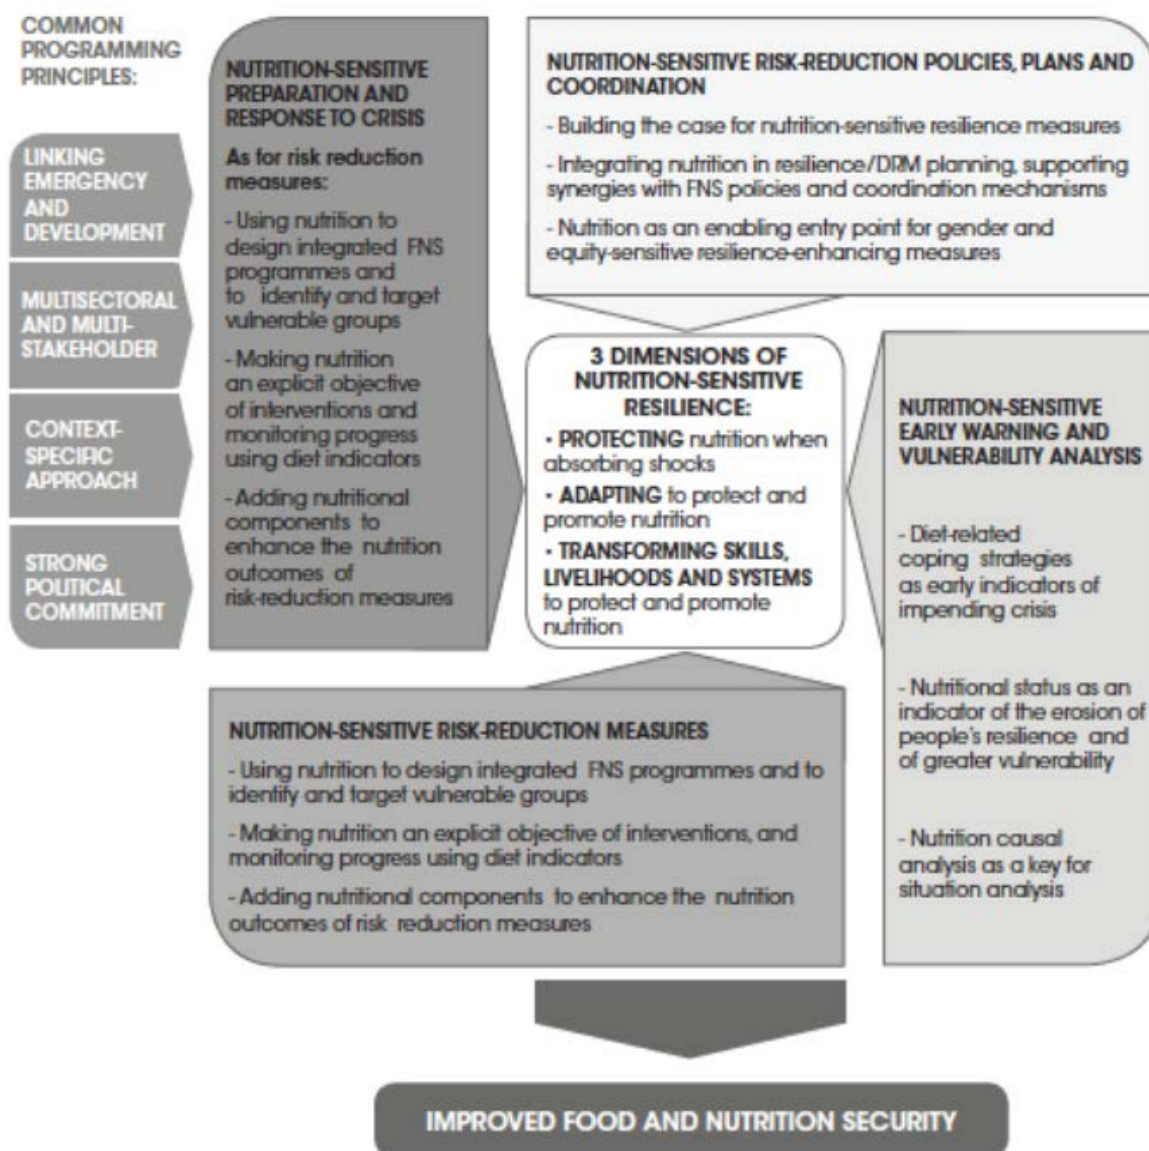 COMMON
PROGRAMMING
PRINCIPLES:
LINKING
EMERGENCY
AND
DEVELOPMENT
MULTISECTORAL
AND MULTI-
STAKEHOLDER
CONTEXT-
SPECIFIC
APPROACH
STRONG
POLITICAL
COMMITMENT
NUTRITION-SENSITIVE
PREPARATION AND
RESPONSE TO CRISIS
As for risk reduction
measures:
- Using nutrition to
design integrated FNS
programmes and
to identify and target
vulnerable groups
- Making nutrition
an explicit objective
of interventions and
monitoring progress
using diet indicators
- Adding nutritional
components to
enhance the nutrition
outcomes of
risk-reduction measures
NUTRITION-SENSITIVE RISK-REDUCTION POLICIES, PLANS AND
COORDINATION
- Building the case for nutrition-sensitive resilience measures
- Integrating nutrition in resilience/DRM planning, supporting
synergies with FNS policies and coordination mechanisms
- Nutrition as an enabling entry point for gender and
equity-sensitive resilience-enhancing measures
3 DIMENSIONS OF
NUTRITION-SENSITIVE
RESILIENCE:
• PROTECTING nutrition when
absorbing shocks
• ADAPTING to protect and
promote nutrition
• TRANSFORMING SKILLS,
LIVELIHOODS AND SYSTEMS
to protect and promote
nutrition
NUTRITION-SENSITIVE
EARLY WARNING AND
VULNERABILITY ANALYSIS
- Diet-related
coping strategies
as early indicators of
impending crisis
- Nutritional status as an
indicator of the erosion of
people's resilience and
of greater vulnerability
- Nutrition causal
analysis as a key for
situation analysis
NUTRITION-SENSITIVE RISK-REDUCTION MEASURES
- Using nutrition to design integrated FNS programmes and to
identify and target vulnerable groups
- Making nutrition an explicit objective of interventions, and
monitoring progress using diet indicators
- Adding nutritional components to enhance the nutrition
outcomes of risk reduction measures
IMPROVED FOOD AND NUTRITION SECURITY